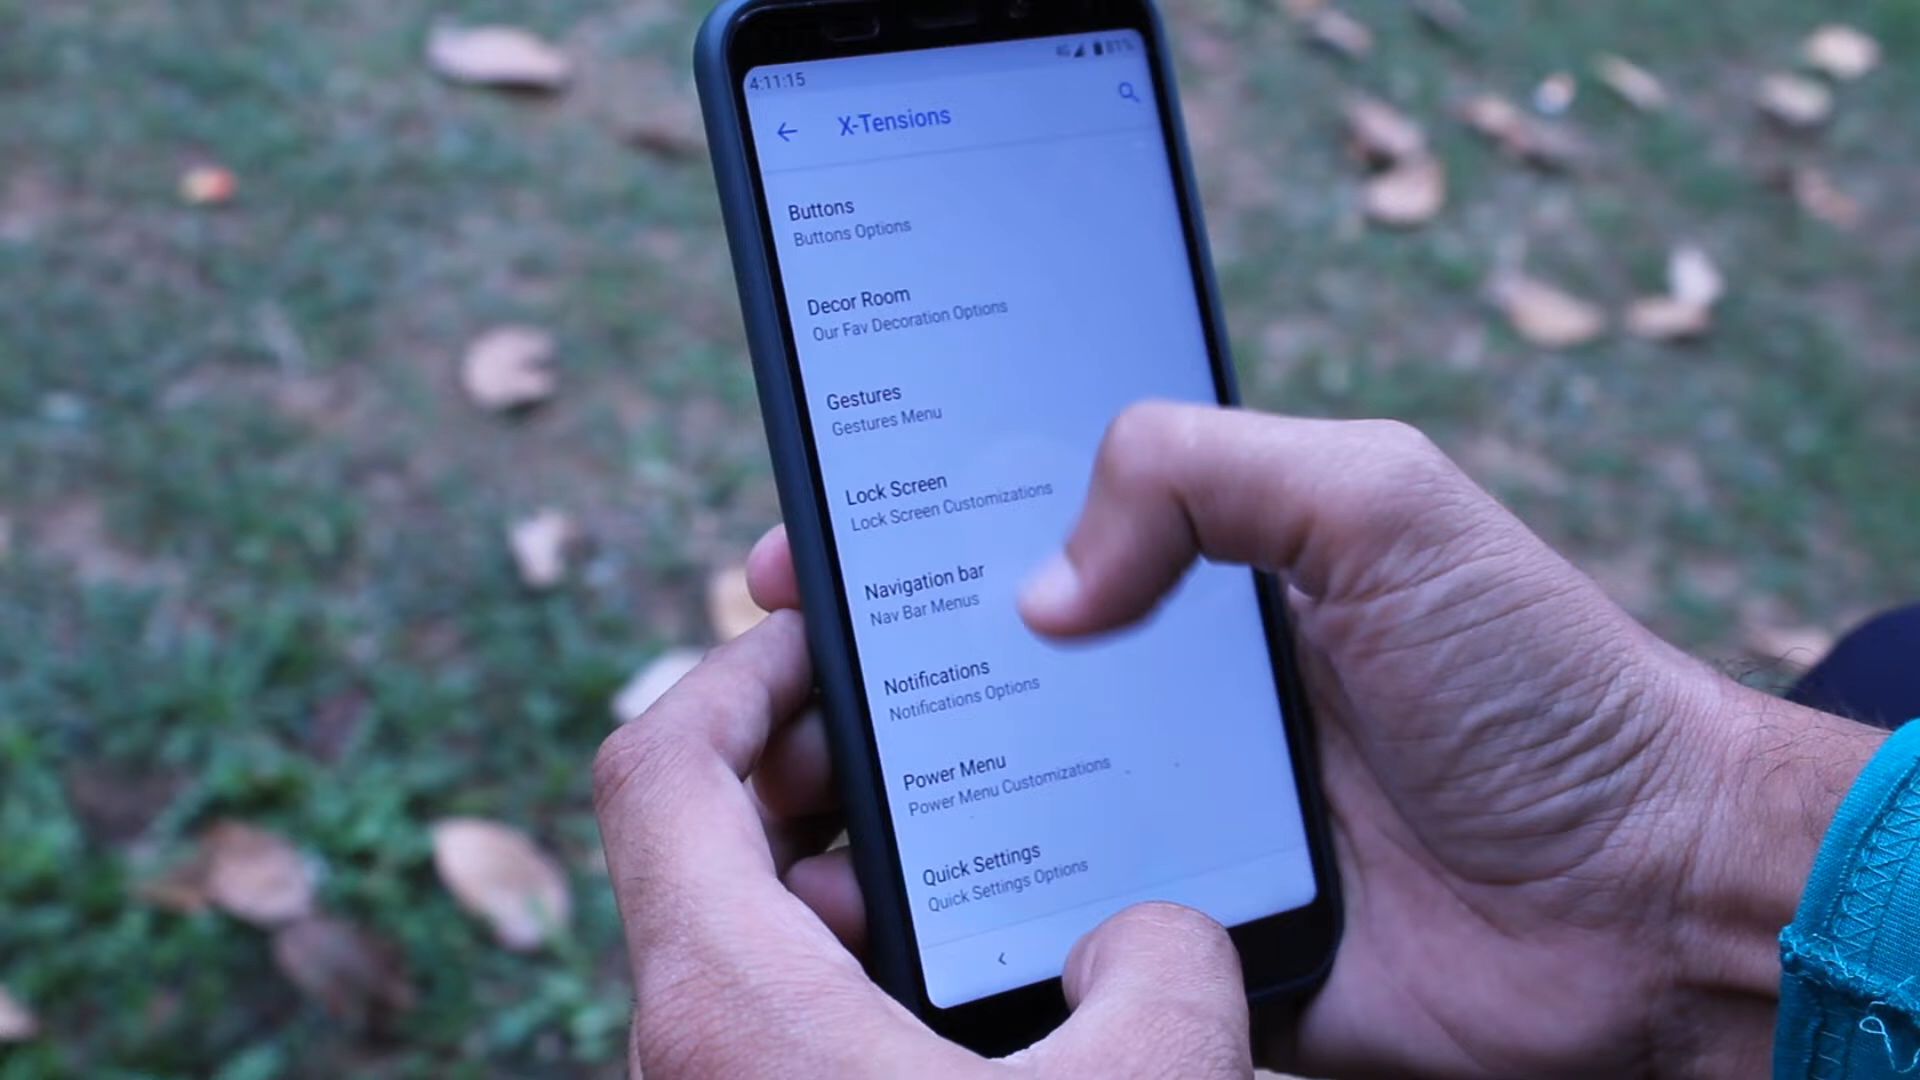 4:11:15 4G 81%
X-Tensions
Buttons
Buttons Options
Decor Room
Our Fav Decoration Options
Gestures
Gestures Menu
Lock Screen
Lock Screen Customizations
Navigation bar
Nav Bar Menus
Notifications
Notifications Options
Power Menu
Power Menu Customizations
Quick Settings
Quick Settings Options